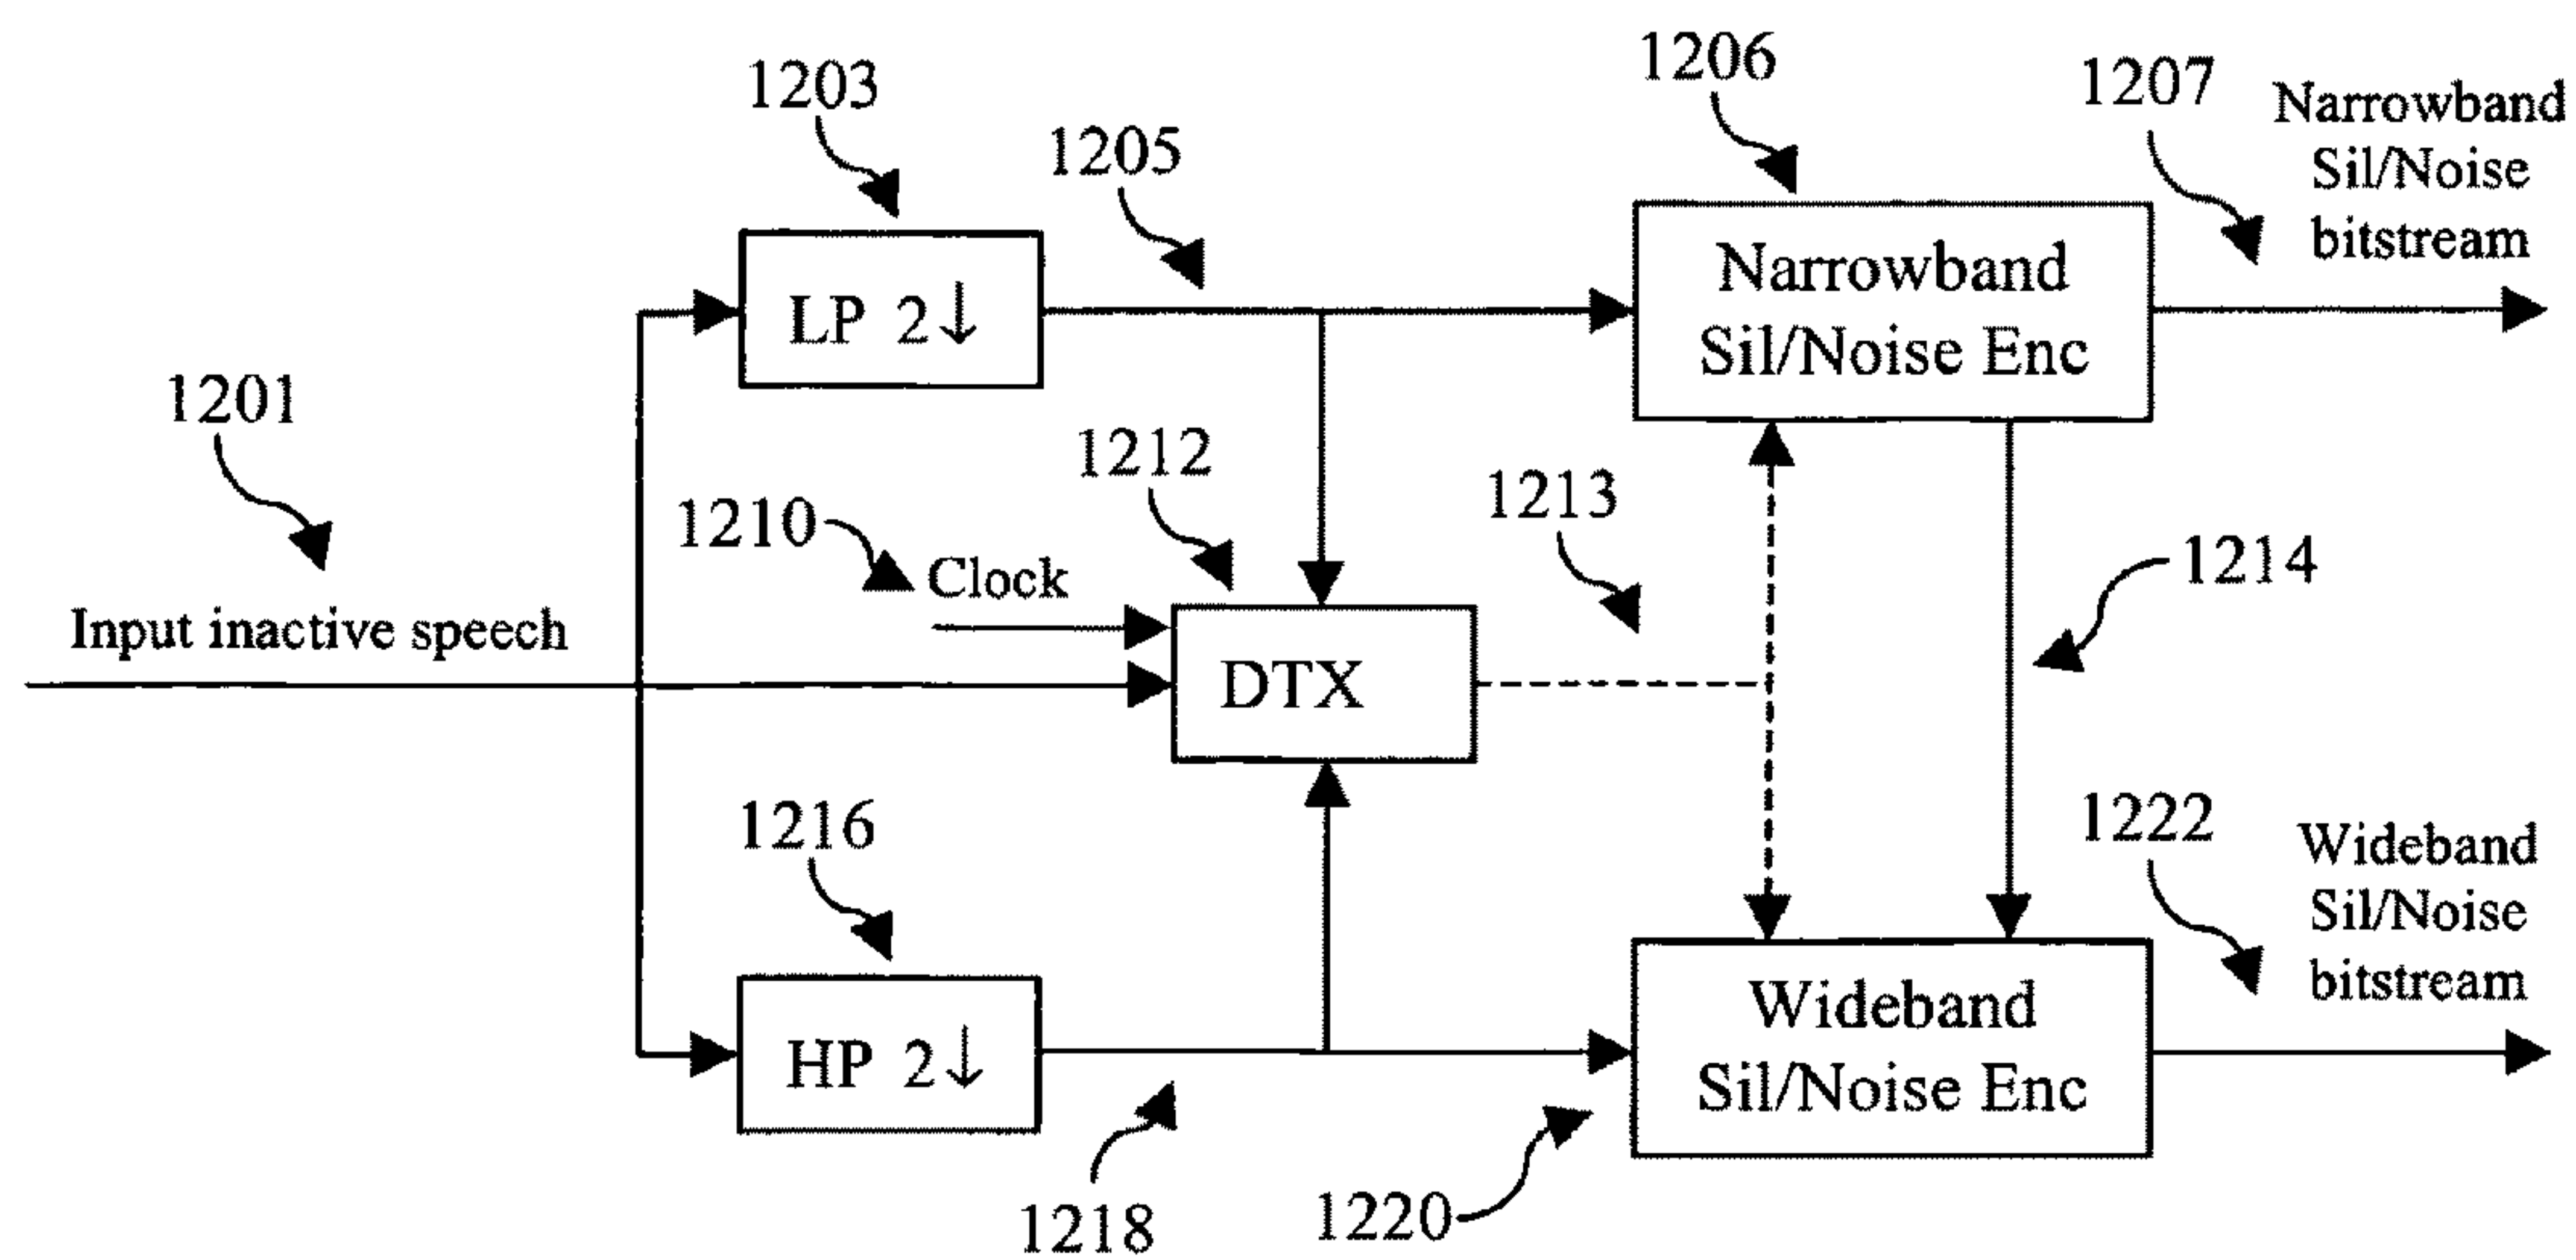 1203
1205
1206
1207
Narrowband
Sil/Noise
bitstream
LP 2↓
Narrowband
Sil/Noise Enc
1201
1210
Clock
1212
1213
1214
Input inactive speech
DTX
1216
HP 2↓
1218
1220
Wideband
Sil/Noise Enc
1222
Wideband
Sil/Noise
bitstream